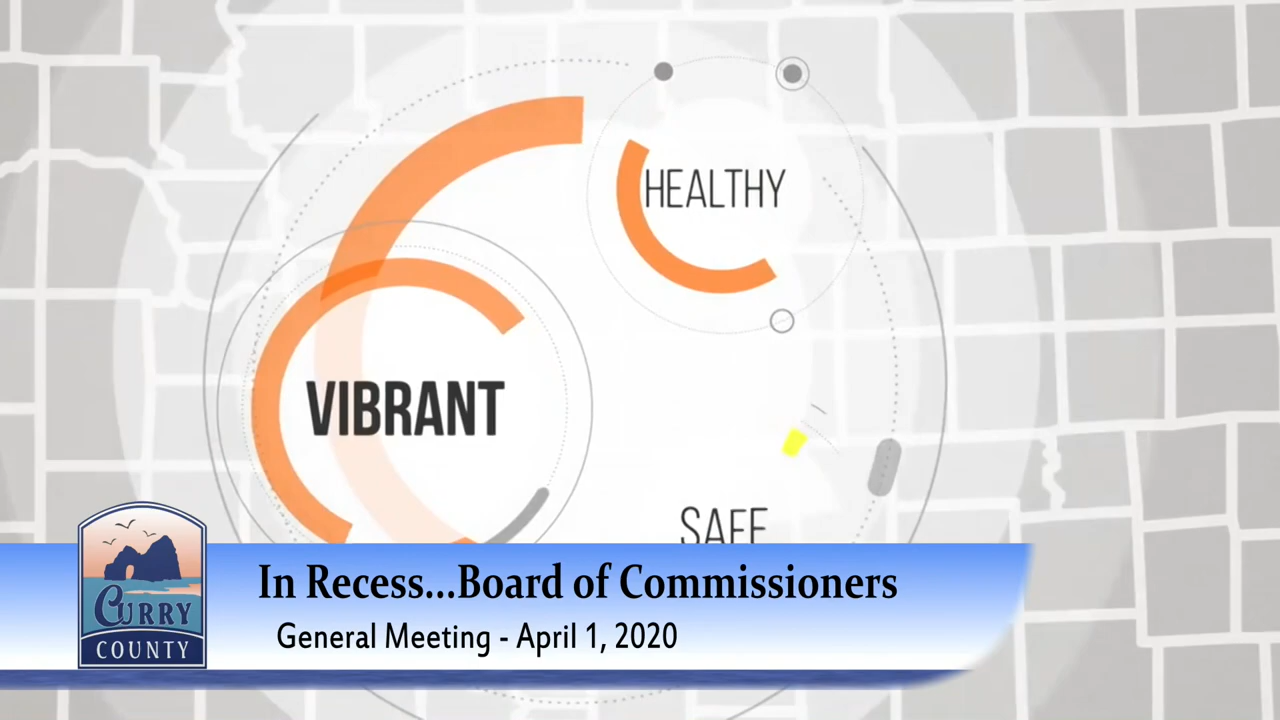 HEALTHY
VIBRANT
SAFE
In Recess...Board of Commissioners
General Meeting - April 1, 2020
CURRY
COUNTY